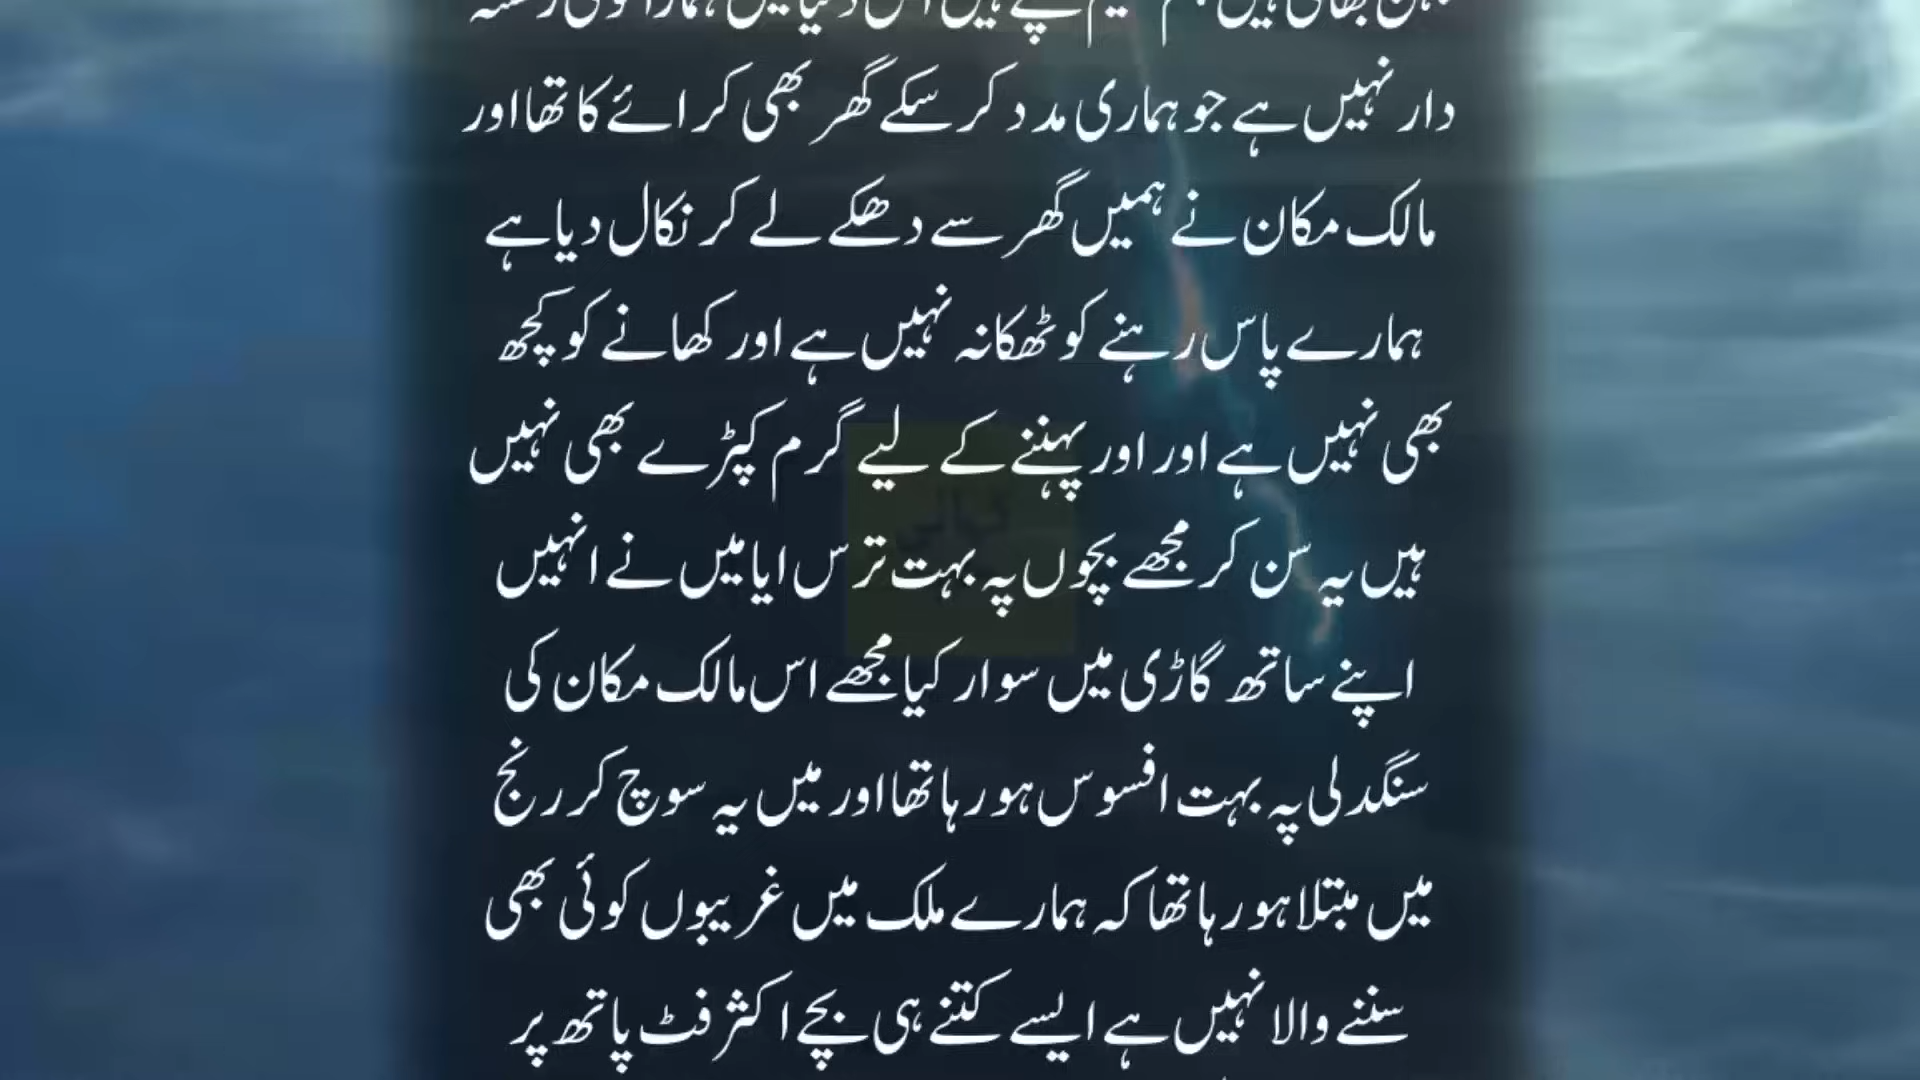 دار نہیں ہے جو ہماری مدد کر سکے گھر بھی کرائے کا تھا اور
مالک مکان نے ہمیں گھر سے دھکے لے کر نکال دیا ہے
ہمارے پاس رہنے کو ٹھکانہ نہیں ہے اور کھانے کو کچھ
بھی نہیں ہے اور اور پہننے کے لیے گرم کپڑے بھی نہیں
ہیں یہ سن کر مجھے بچوں پہ بہت ترس ایا میں نے انہیں
اپنے ساتھ گاڑی میں سوار کیا مجھے اس مالک مکان کی
سنگدلی پہ بہت افسوس ہو رہا تھا اور میں یہ سوچ کر رنج
میں مبتلا ہو رہا تھا کہ ہمارے ملک میں غریبوں کوئی بھی
سننے والا نہیں ہے ایسے کتنے ہی بچے اکثر فٹ پاتھ پر